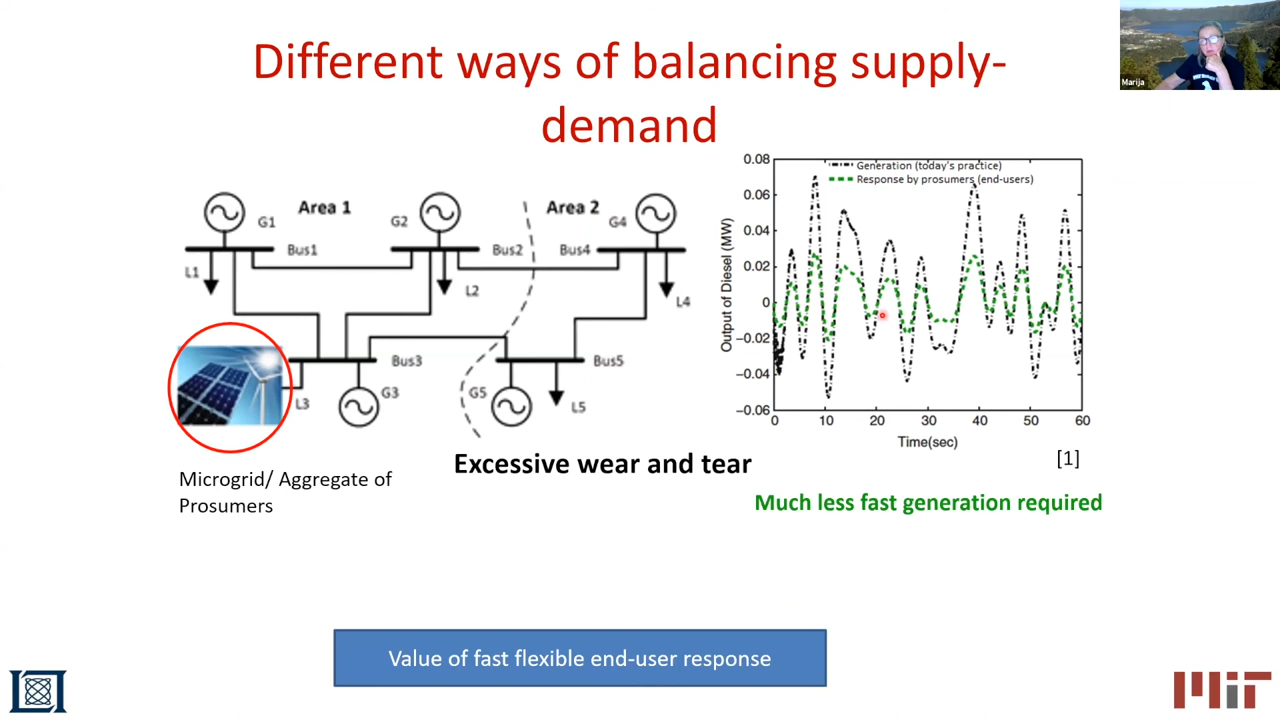 Different ways of balancing supply-
demand
Marija
G1
Area 1
G2
Area 2
G4
Bus1
Bus2
Bus4
L1
L2
L4
Bus3
Bus5
L3
G3
G5
L5
Microgrid/ Aggregate of
Prosumers
Excessive wear and tear
Generation (today's practice)
Response by prosumers (end-users)
Output of Diesel (MW)
0.08
0.06
0.04
0.02
0
−0.02
−0.04
−0.06
0 10 20 30 40 50 60
Time(sec)
[1]
Much less fast generation required
Value of fast flexible end-user response
MIT